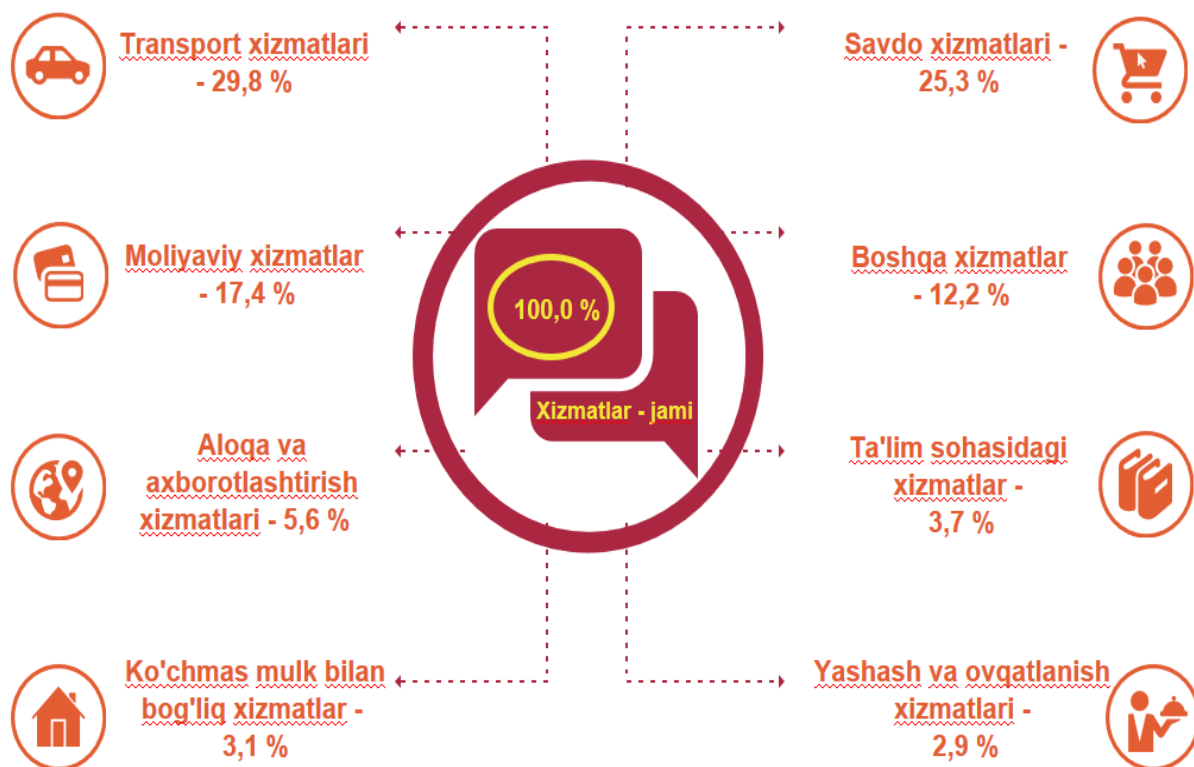 Transport xizmatlari
- 29,8 %
Savdo xizmatlari -
25,3 %
Moliyaviy xizmatlar
- 17,4 %
Boshqa xizmatlar
- 12,2 %
100,0 %
Xizmatlar - jami
Aloqa va
axborotlashtirish
xizmatlari - 5,6 %
Ta'lim sohasidagi
xizmatlar -
3,7 %
Ko'chmas mulk bilan
bog'liq xizmatlar -
3,1 %
Yashash va ovqatlanish
xizmatlari -
2,9 %